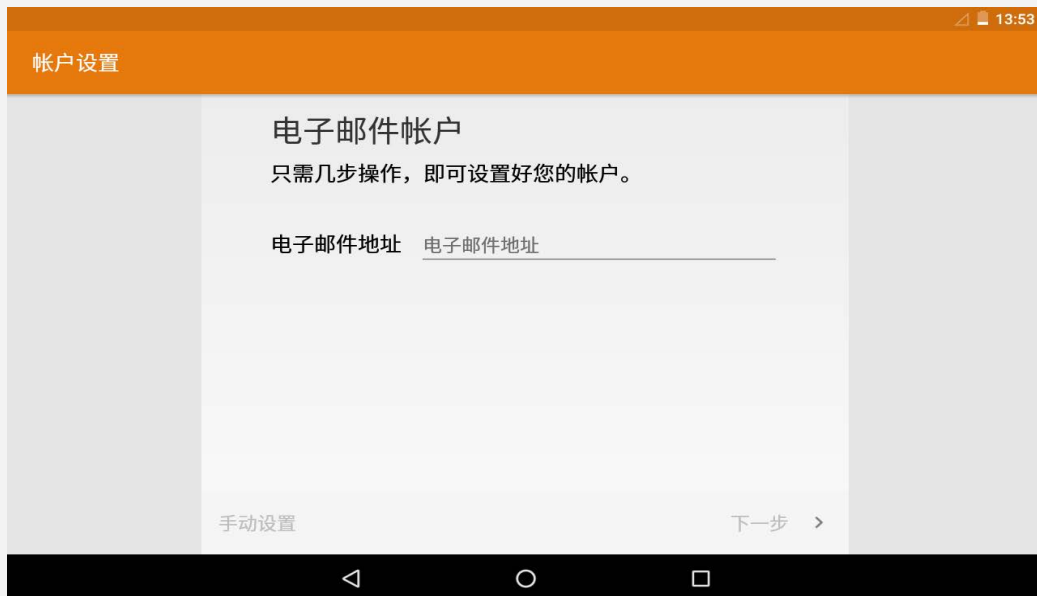 13:53
帐户设置
电子邮件帐户
只需几步操作，即可设置好您的帐户。
电子邮件地址 电子邮件地址
手动设置 下一步